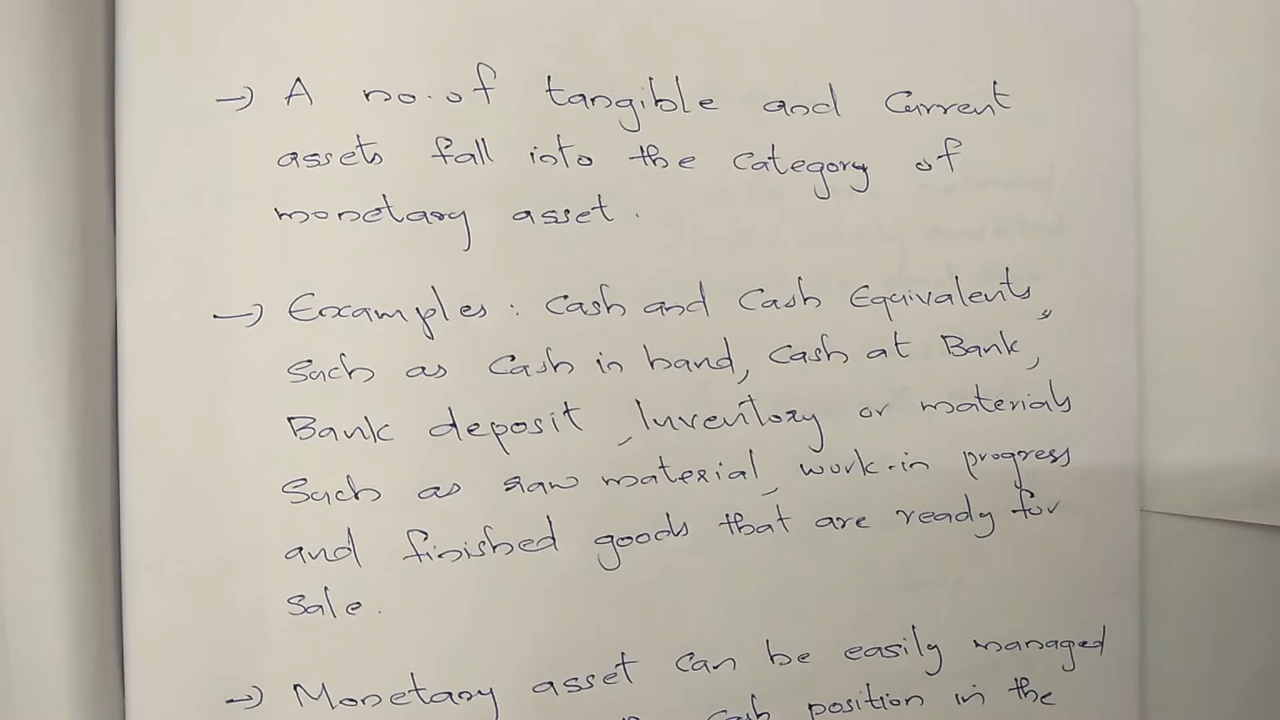 → A no. of tangible and Current
assets fall into the Category of
monetary asset.
→ Examples: Cash and Cash Equivalents,
Such as Cash in hand, Cash at Bank,
Bank deposit, Inventory or materials
Such as raw material, work-in progress
and finished goods that are ready for
Sale.
→ Monetary asset can be easily managed
Cash position in the